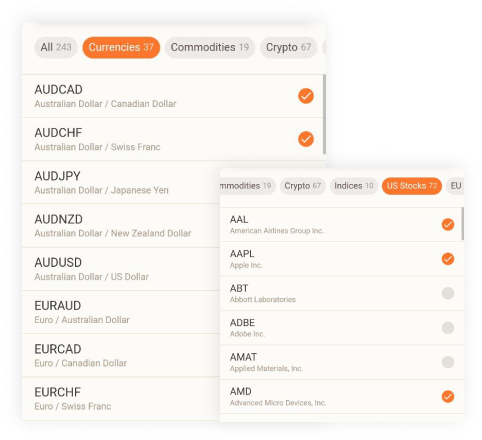 All 243 Currencies 37 Commodities 19 Crypto 67
AUDCAD
Australian Dollar / Canadian Dollar
AUDCHF
Australian Dollar / Swiss Franc
AUDJPY
Australian Dollar / Japanese Yen
AUDNZD
Australian Dollar / New Zealand Dollar
AUDUSD
Australian Dollar / US Dollar
EURAUD
Euro / Australian Dollar
EURCAD
Euro / Canadian Dollar
EURCHF
Euro / Swiss Franc
mmodities 19 Crypto 67 Indices 10 US Stocks 72 EU
AAL
American Airlines Group Inc.
AAPL
Apple Inc.
ABT
Abbott Laboratories
ADBE
Adobe Inc.
AMAT
Applied Materials, Inc.
AMD
Advanced Micro Devices, Inc.